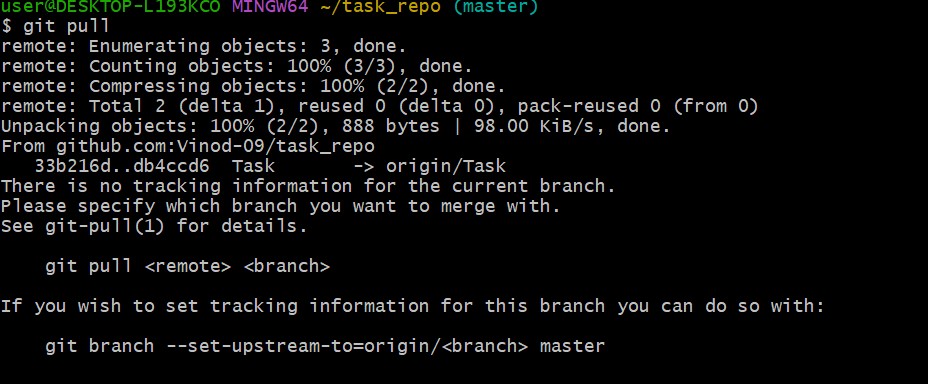 user@DESKTOP-L193KCO MINGW64 ~/task_repo (master)
$ git pull
remote: Enumerating objects: 3, done.
remote: Counting objects: 100% (3/3), done.
remote: Compressing objects: 100% (2/2), done.
remote: Total 2 (delta 1), reused 0 (delta 0), pack-reused 0 (from 0)
Unpacking objects: 100% (2/2), 888 bytes | 98.00 KiB/s, done.
From github.com:Vinod-09/task_repo
   33b216d..db4ccd6  Task       -> origin/Task
There is no tracking information for the current branch.
Please specify which branch you want to merge with.
See git-pull(1) for details.

    git pull <remote> <branch>

If you wish to set tracking information for this branch you can do so with:

    git branch --set-upstream-to=origin/<branch> master